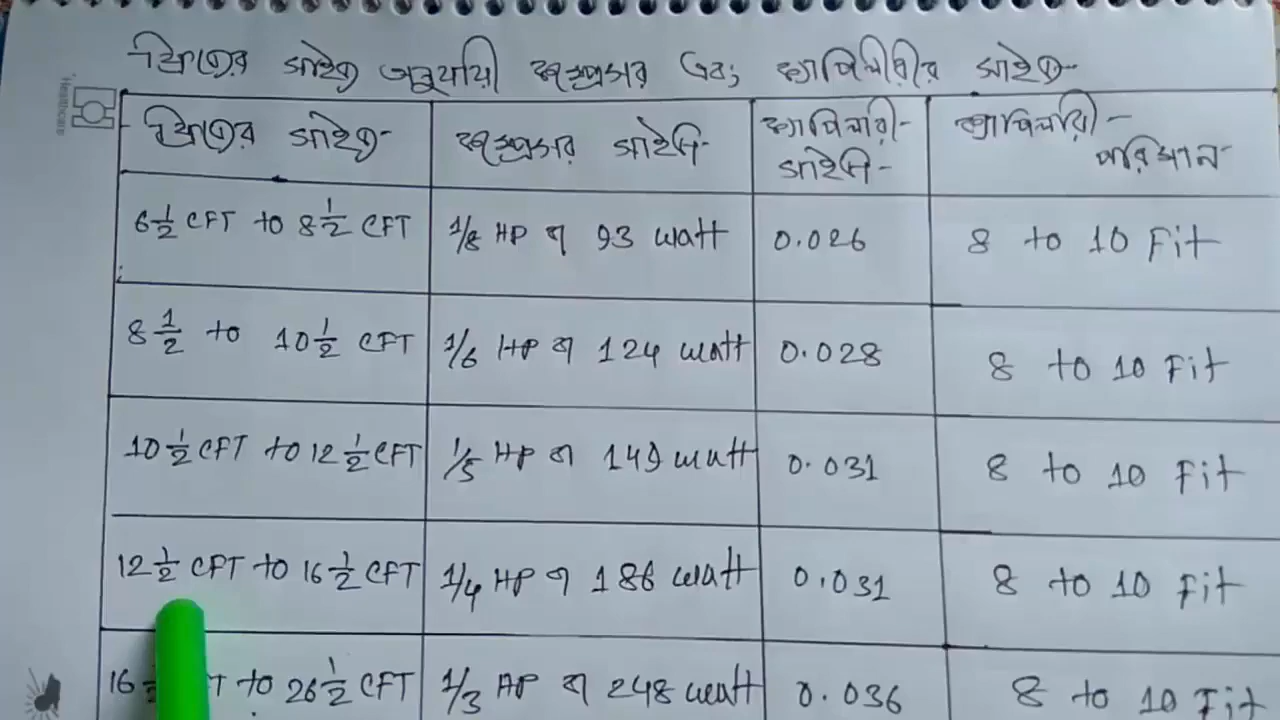 ফ্রিজের সাইজ অনুযায়ী কম্প্রেসার এবং ক্যাপিলারীর সাইজ
Healthcare
ফ্রিজের সাইজ কম্প্রেসার সাইজ ক্যাপিলারী সাইজ ক্যাপিলারী পরিমান
6 1/2 CFT to 8 1/2 CFT 1/8 HP বা 93 watt 0.026 8 to 10 Fit
8 1/2 to 10 1/2 CFT 1/6 HP বা 124 watt 0.028 8 to 10 Fit
10 1/2 CFT to 12 1/2 CFT 1/5 HP বা 149 watt 0.031 8 to 10 Fit
12 1/2 CFT to 16 1/2 CFT 1/4 HP বা 186 watt 0.031 8 to 10 Fit
16 to 26 1/2 CFT 1/3 HP বা 248 watt 0.036 8 to 10 Fit